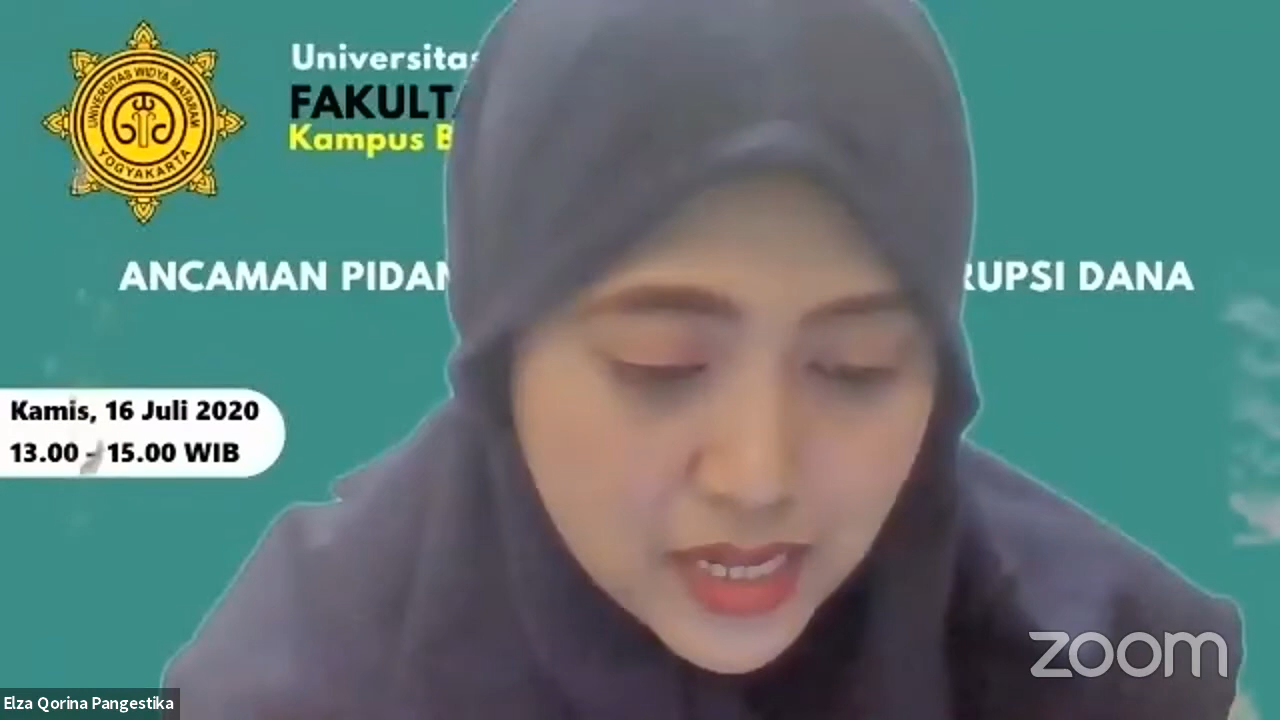 UNIVERSITAS WIDYA MATARAM
YOGYAKARTA
Universitas
FAKULT
Kampus B
ANCAMAN PIDAN
RUPSI DANA
Kamis, 16 Juli 2020
13.00 - 15.00 WIB
zoom
Elza Qorina Pangestika